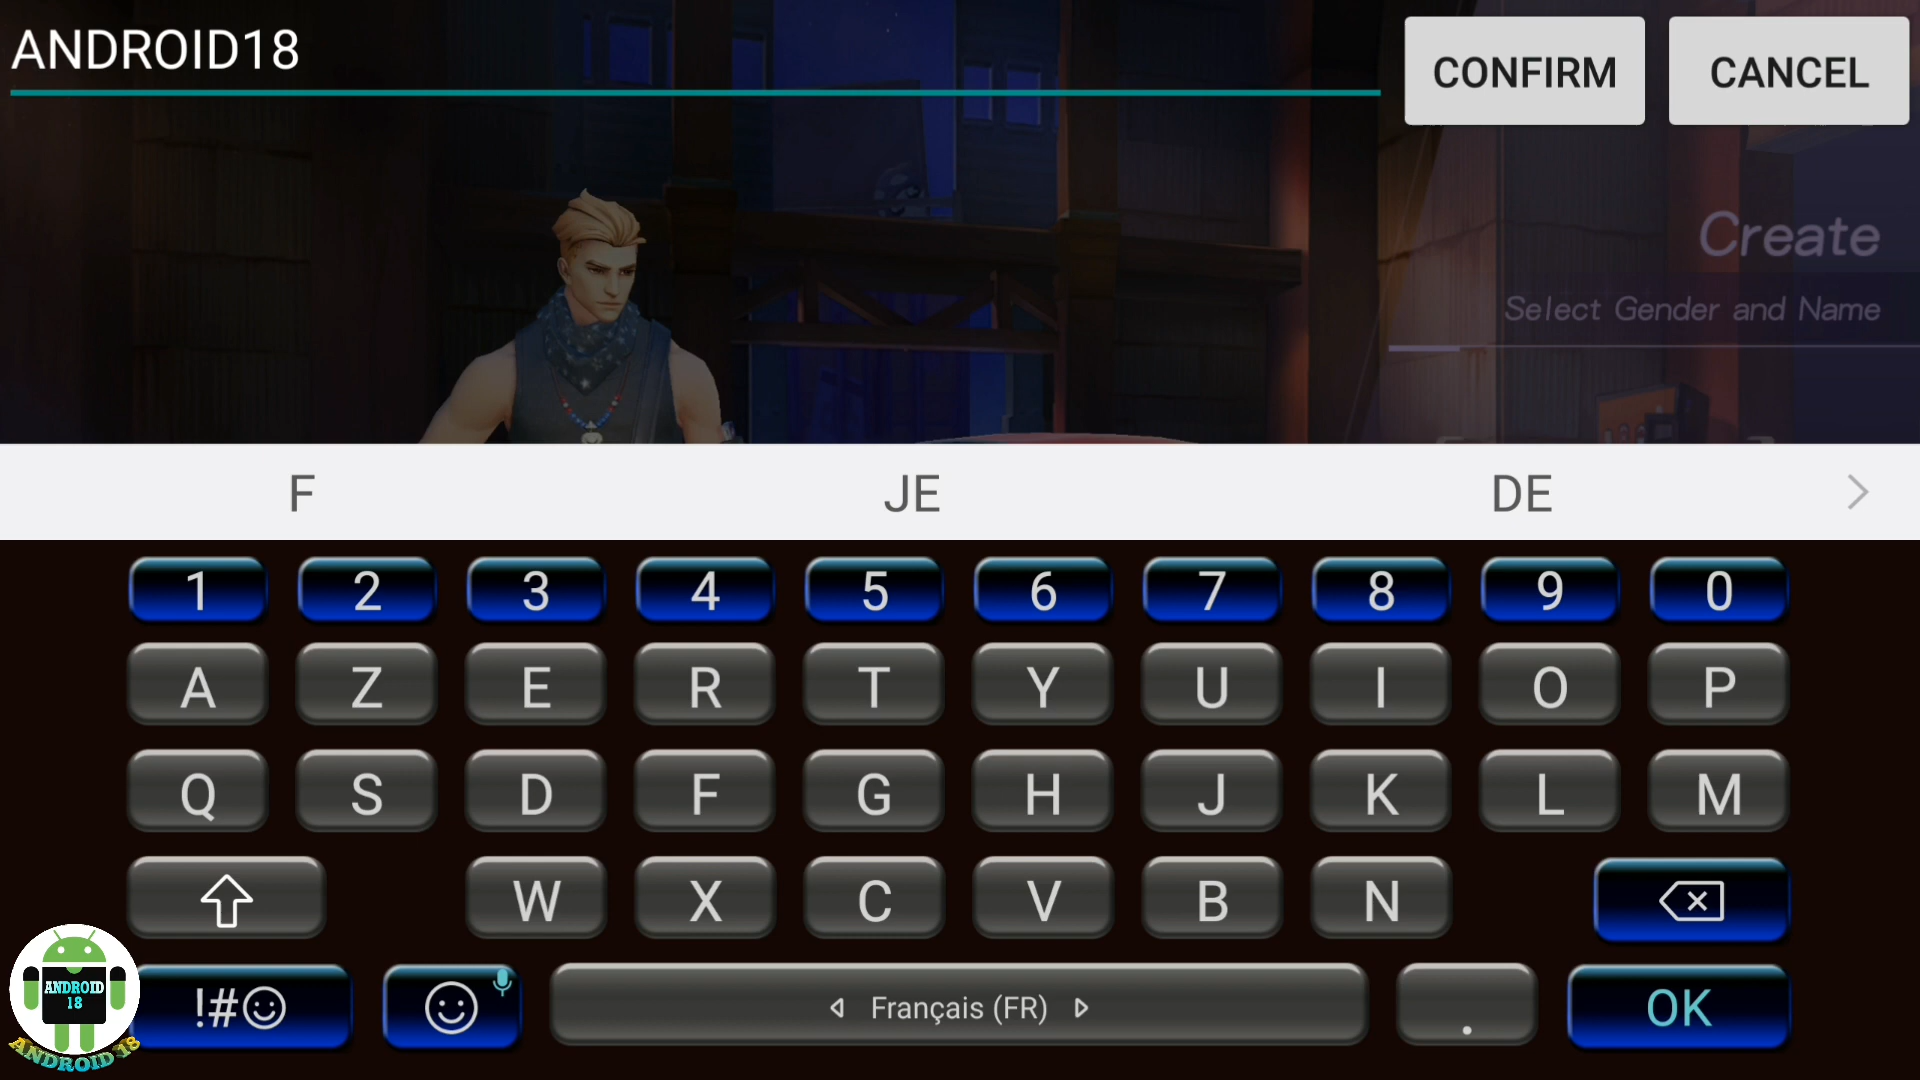 ANDROID18
CONFIRM
CANCEL
Create
Select Gender and Name
F
JE
DE
1 2 3 4 5 6 7 8 9 0
A Z E R T Y U I O P
Q S D F G H J K L M
W X C V B N
!#
Français (FR)
.
OK
ANDROID
18
ANDROID 18